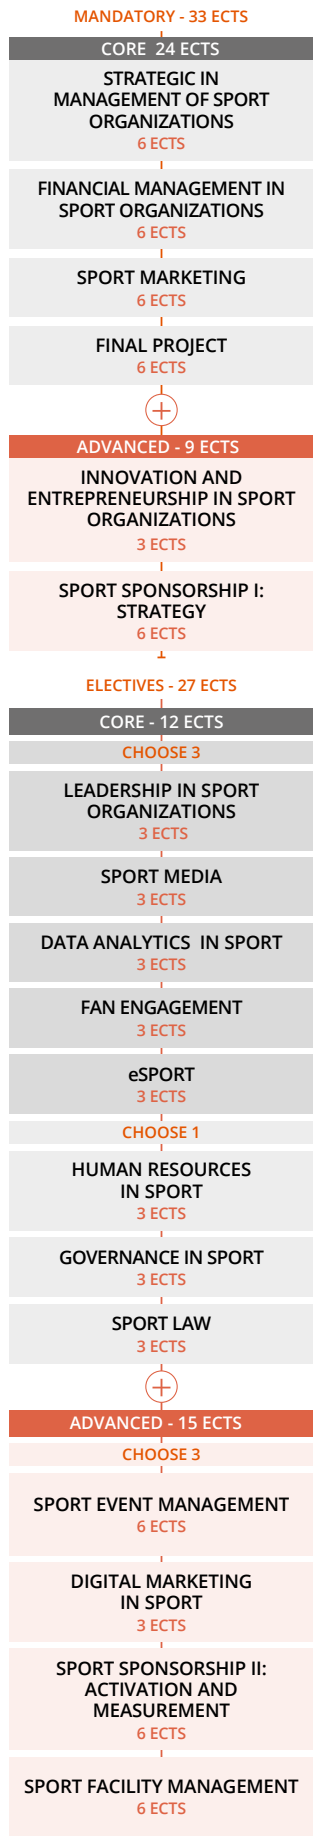 MANDATORY - 33 ECTS
CORE 24 ECTS
STRATEGIC IN
MANAGEMENT OF SPORT
ORGANIZATIONS
6 ECTS
FINANCIAL MANAGEMENT IN
SPORT ORGANIZATIONS
6 ECTS
SPORT MARKETING
6 ECTS
FINAL PROJECT
6 ECTS
ADVANCED - 9 ECTS
INNOVATION AND
ENTREPRENEURSHIP IN SPORT
ORGANIZATIONS
3 ECTS
SPORT SPONSORSHIP I:
STRATEGY
6 ECTS
ELECTIVES - 27 ECTS
CORE - 12 ECTS
CHOOSE 3
LEADERSHIP IN SPORT
ORGANIZATIONS
3 ECTS
SPORT MEDIA
3 ECTS
DATA ANALYTICS IN SPORT
3 ECTS
FAN ENGAGEMENT
3 ECTS
eSPORT
3 ECTS
CHOOSE 1
HUMAN RESOURCES
IN SPORT
3 ECTS
GOVERNANCE IN SPORT
3 ECTS
SPORT LAW
3 ECTS
ADVANCED - 15 ECTS
CHOOSE 3
SPORT EVENT MANAGEMENT
6 ECTS
DIGITAL MARKETING
IN SPORT
3 ECTS
SPORT SPONSORSHIP II:
ACTIVATION AND
MEASUREMENT
6 ECTS
SPORT FACILITY MANAGEMENT
6 ECTS